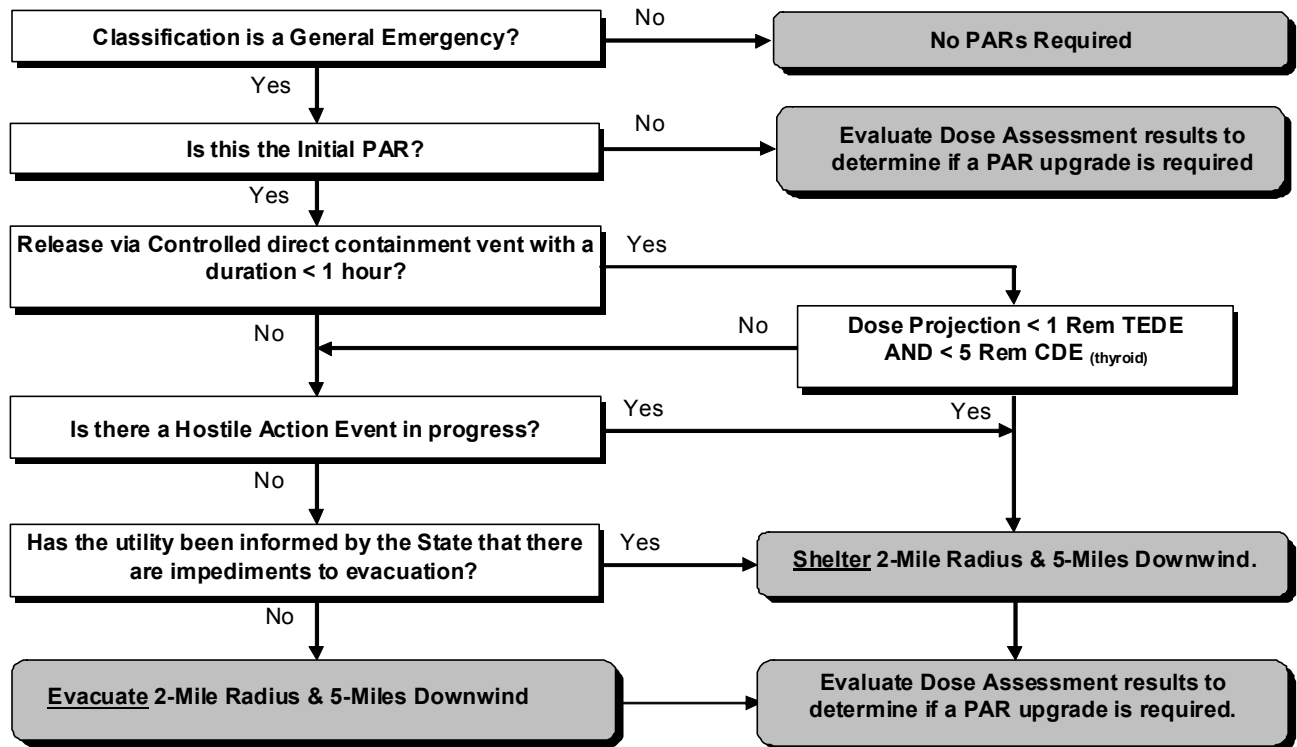 Classification is a General Emergency?
No
No PARs Required
Yes
Is this the Initial PAR?
No
Evaluate Dose Assessment results to
determine if a PAR upgrade is required
Yes
Release via Controlled direct containment vent with a
duration < 1 hour?
Yes
No
Dose Projection < 1 Rem TEDE
AND < 5 Rem CDE (thyroid)
No
Yes
Is there a Hostile Action Event in progress?
Yes
No
Has the utility been informed by the State that there
are impediments to evacuation?
Yes
Shelter 2-Mile Radius & 5-Miles Downwind.
No
Evacuate 2-Mile Radius & 5-Miles Downwind
Evaluate Dose Assessment results to
determine if a PAR upgrade is required.